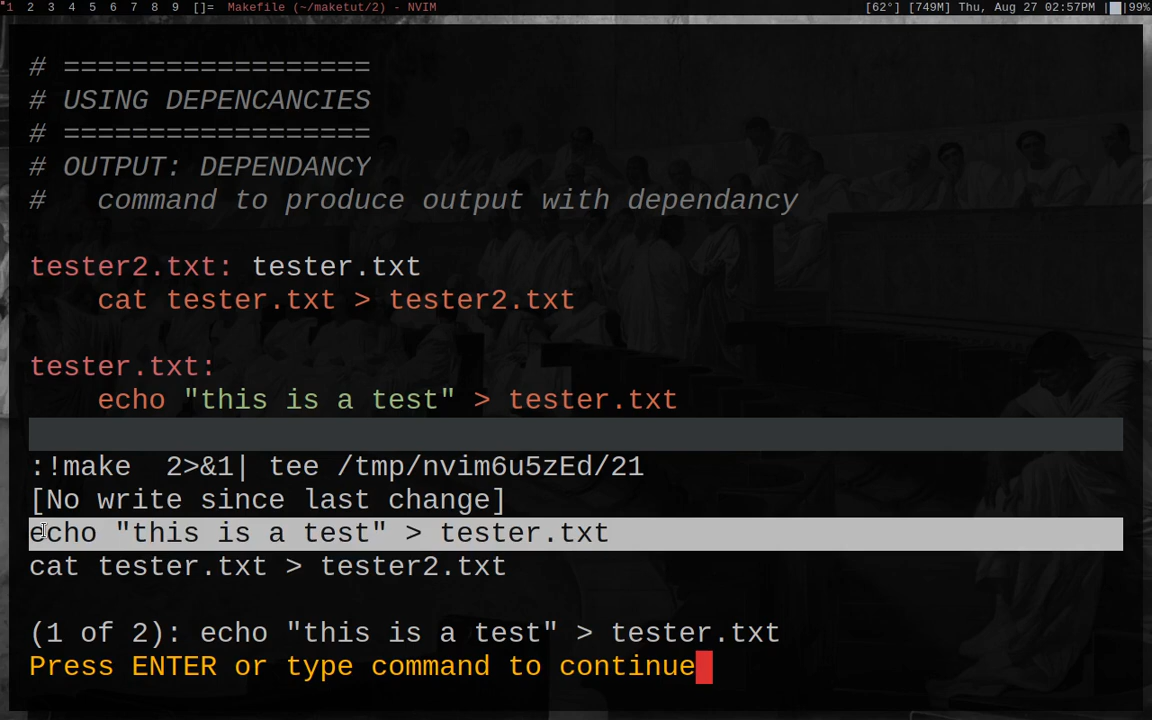 1 2 3 4 5 6 7 8 9 []= Makefile (~/maketut/2) - NVIM [62°] [749M] Thu, Aug 27 02:57PM | |99%
# ==================
# USING DEPENCANCIES
# ==================
# OUTPUT: DEPENDANCY
#   command to produce output with dependancy
tester2.txt: tester.txt
    cat tester.txt > tester2.txt
tester.txt:
    echo "this is a test" > tester.txt
:!make  2>&1| tee /tmp/nvim6u5zEd/21
[No write since last change]
echo "this is a test" > tester.txt
cat tester.txt > tester2.txt
(1 of 2): echo "this is a test" > tester.txt
Press ENTER or type command to continue